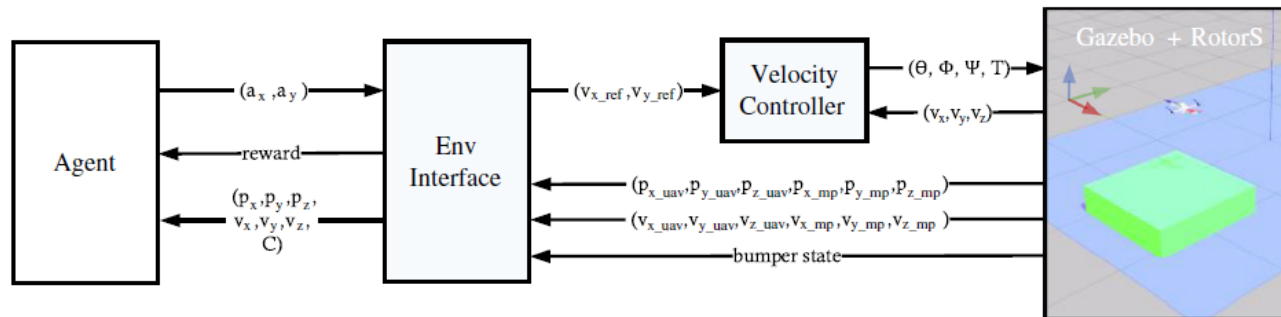 Agent
(a_x ,a_y )
reward
(p_x,p_y,p_z,
v_x,v_y,v_z,
C)
Env
Interface
(v_x_ref,v_y_ref)
Velocity
Controller
(θ, Φ, Ψ, T)
(v_x,v_y,v_z)
(p_x_uav,p_y_uav,p_z_uav,p_x_mp,p_y_mp,p_z_mp)
(v_x_uav,v_y_uav,v_z_uav,v_x_mp,v_y_mp,v_z_mp )
bumper state
Gazebo + RotorS